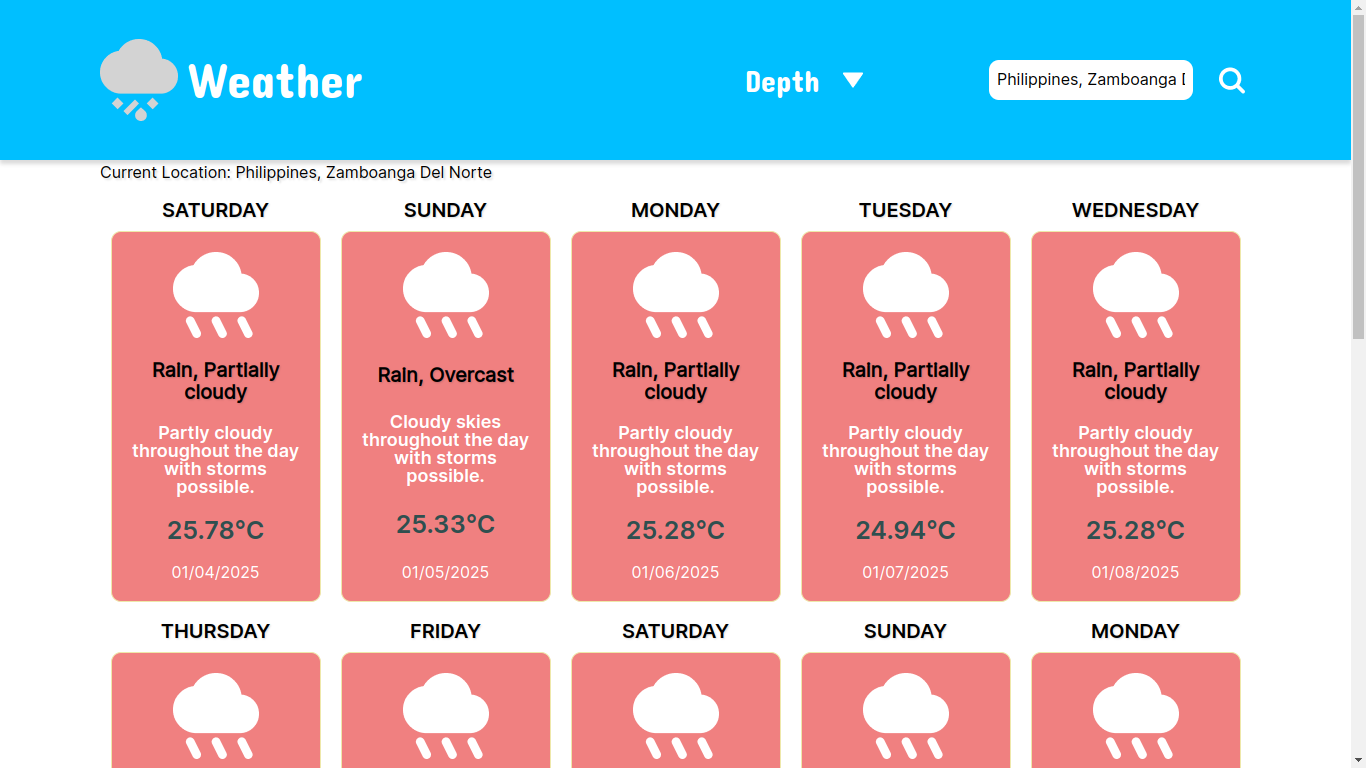 Weather
Depth
Philippines, Zamboanga D
Current Location: Philippines, Zamboanga Del Norte
SATURDAY
Rain, Partially
cloudy
Partly cloudy
throughout the day
with storms
possible.
25.78°C
01/04/2025
SUNDAY
Rain, Overcast
Cloudy skies
throughout the day
with storms
possible.
25.33°C
01/05/2025
MONDAY
Rain, Partially
cloudy
Partly cloudy
throughout the day
with storms
possible.
25.28°C
01/06/2025
TUESDAY
Rain, Partially
cloudy
Partly cloudy
throughout the day
with storms
possible.
24.94°C
01/07/2025
WEDNESDAY
Rain, Partially
cloudy
Partly cloudy
throughout the day
with storms
possible.
25.28°C
01/08/2025
THURSDAY
FRIDAY
SATURDAY
SUNDAY
MONDAY